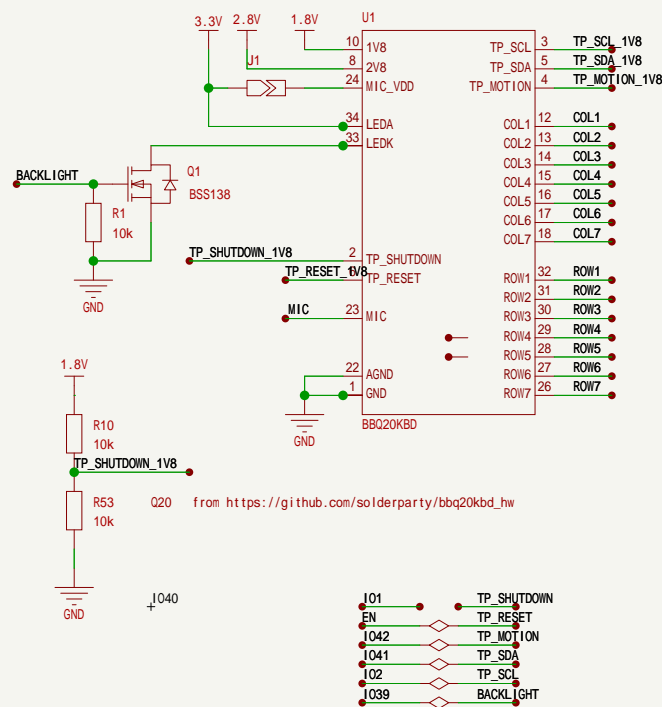 3.3V
2.8V
1.8V
U1
J1
10 1V8
8 2V8
24 MIC_VDD
34 LEDA
33 LEDK
TP_SCL 3 TP_SCL_1V8
TP_SDA 5 TP_SDA_1V8
TP_MOTION 4 TP_MOTION_1V8
COL1 12 COL1
COL2 13 COL2
COL3 14 COL3
COL4 15 COL4
COL5 16 COL5
COL6 17 COL6
COL7 18 COL7
BACKLIGHT
Q1
BSS138
R1
10k
GND
TP_SHUTDOWN_1V8 2 TP_SHUTDOWN
TP_RESET_1V8 TP_RESET
MIC 23 MIC
ROW1 32 ROW1
ROW2 31 ROW2
ROW3 30 ROW3
ROW4 29 ROW4
ROW5 28 ROW5
ROW6 27 ROW6
ROW7 26 ROW7
22 AGND
1 GND
GND
BBQ20KBD
1.8V
R10
10k
TP_SHUTDOWN_1V8
R53
10k
GND
Q20 from https://github.com/solderparty/bbq20kbd_hw
IO40
IO1 TP_SHUTDOWN
EN TP_RESET
IO42 TP_MOTION
IO41 TP_SDA
IO2 TP_SCL
IO39 BACKLIGHT